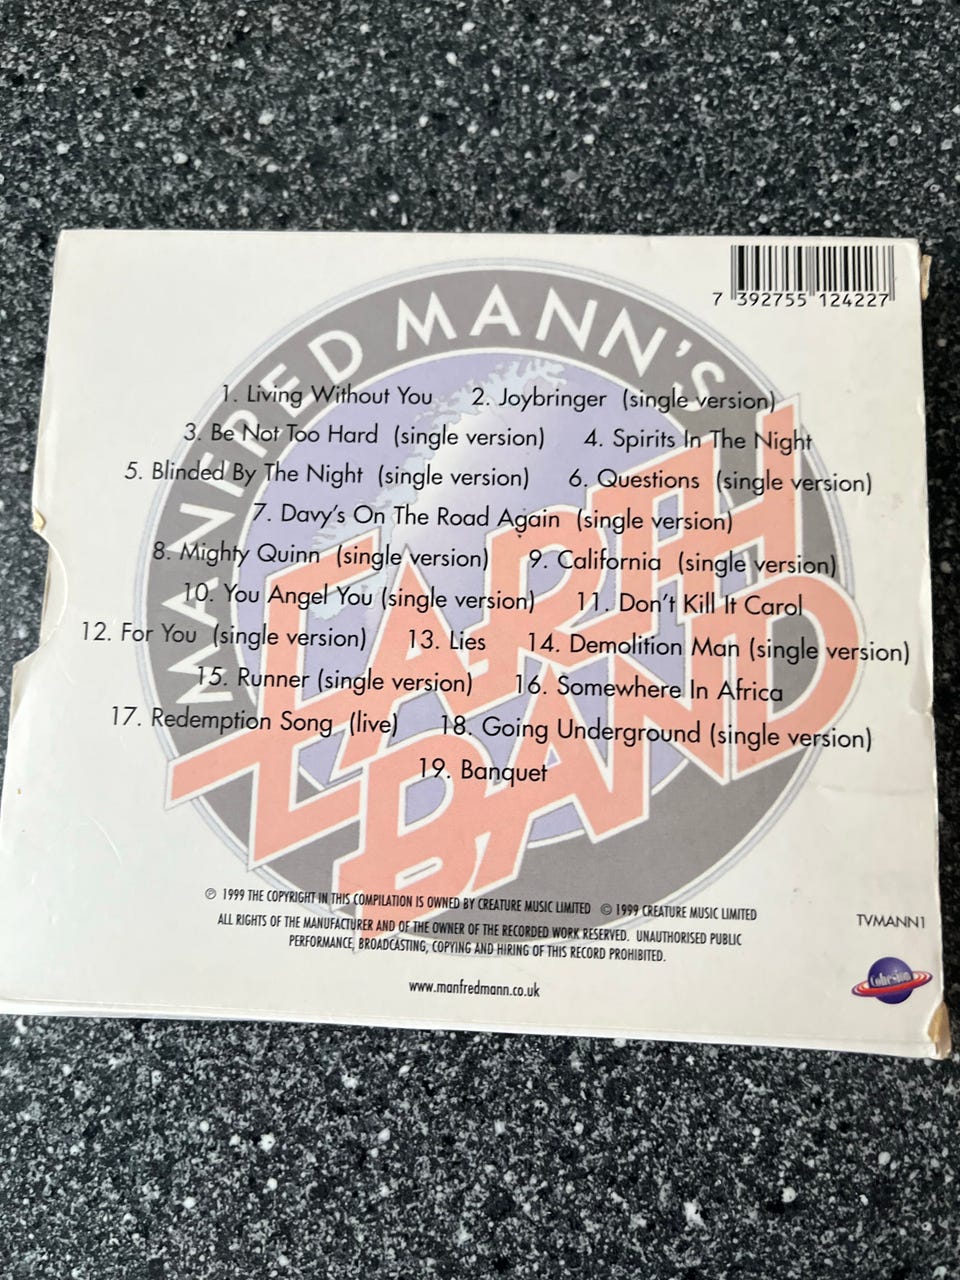 MANFRED MANN'S
EARTH
BAND
7 392755 124227
1. Living Without You 2. Joybringer (single version)
3. Be Not Too Hard (single version) 4. Spirits In The Night
5. Blinded By The Night (single version) 6. Questions (single version)
7. Davy's On The Road Again (single version)
8. Mighty Quinn (single version) 9. California (single version)
10. You Angel You (single version) 11. Don't Kill It Carol
12. For You (single version) 13. Lies 14. Demolition Man (single version)
15. Runner (single version) 16. Somewhere In Africa
17. Redemption Song (live) 18. Going Underground (single version)
19. Banquet
℗ 1999 THE COPYRIGHT IN THIS COMPILATION IS OWNED BY CREATURE MUSIC LIMITED © 1999 CREATURE MUSIC LIMITED
ALL RIGHTS OF THE MANUFACTURER AND OF THE OWNER OF THE RECORDED WORK RESERVED. UNAUTHORISED PUBLIC
PERFORMANCE, BROADCASTING, COPYING AND HIRING OF THIS RECORD PROHIBITED.
TVMANN1
www.manfredmann.co.uk
Cohesion